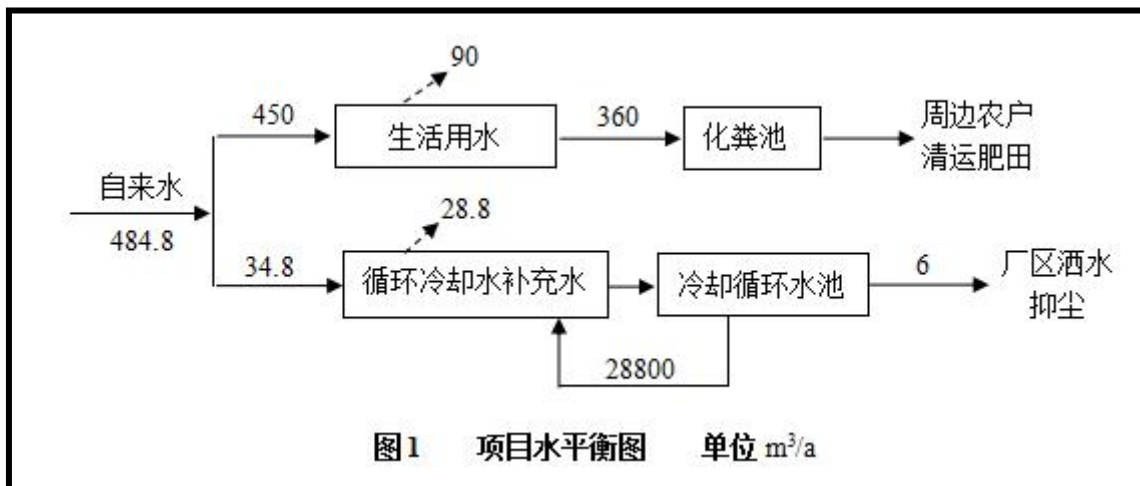 90
450
生活用水
360
化粪池
周边农户
清运肥田
自来水
484.8
28.8
34.8
循环冷却水补充水
冷却循环水池
6
厂区洒水
抑尘
28800
图1 项目水平衡图 单位 m³/a